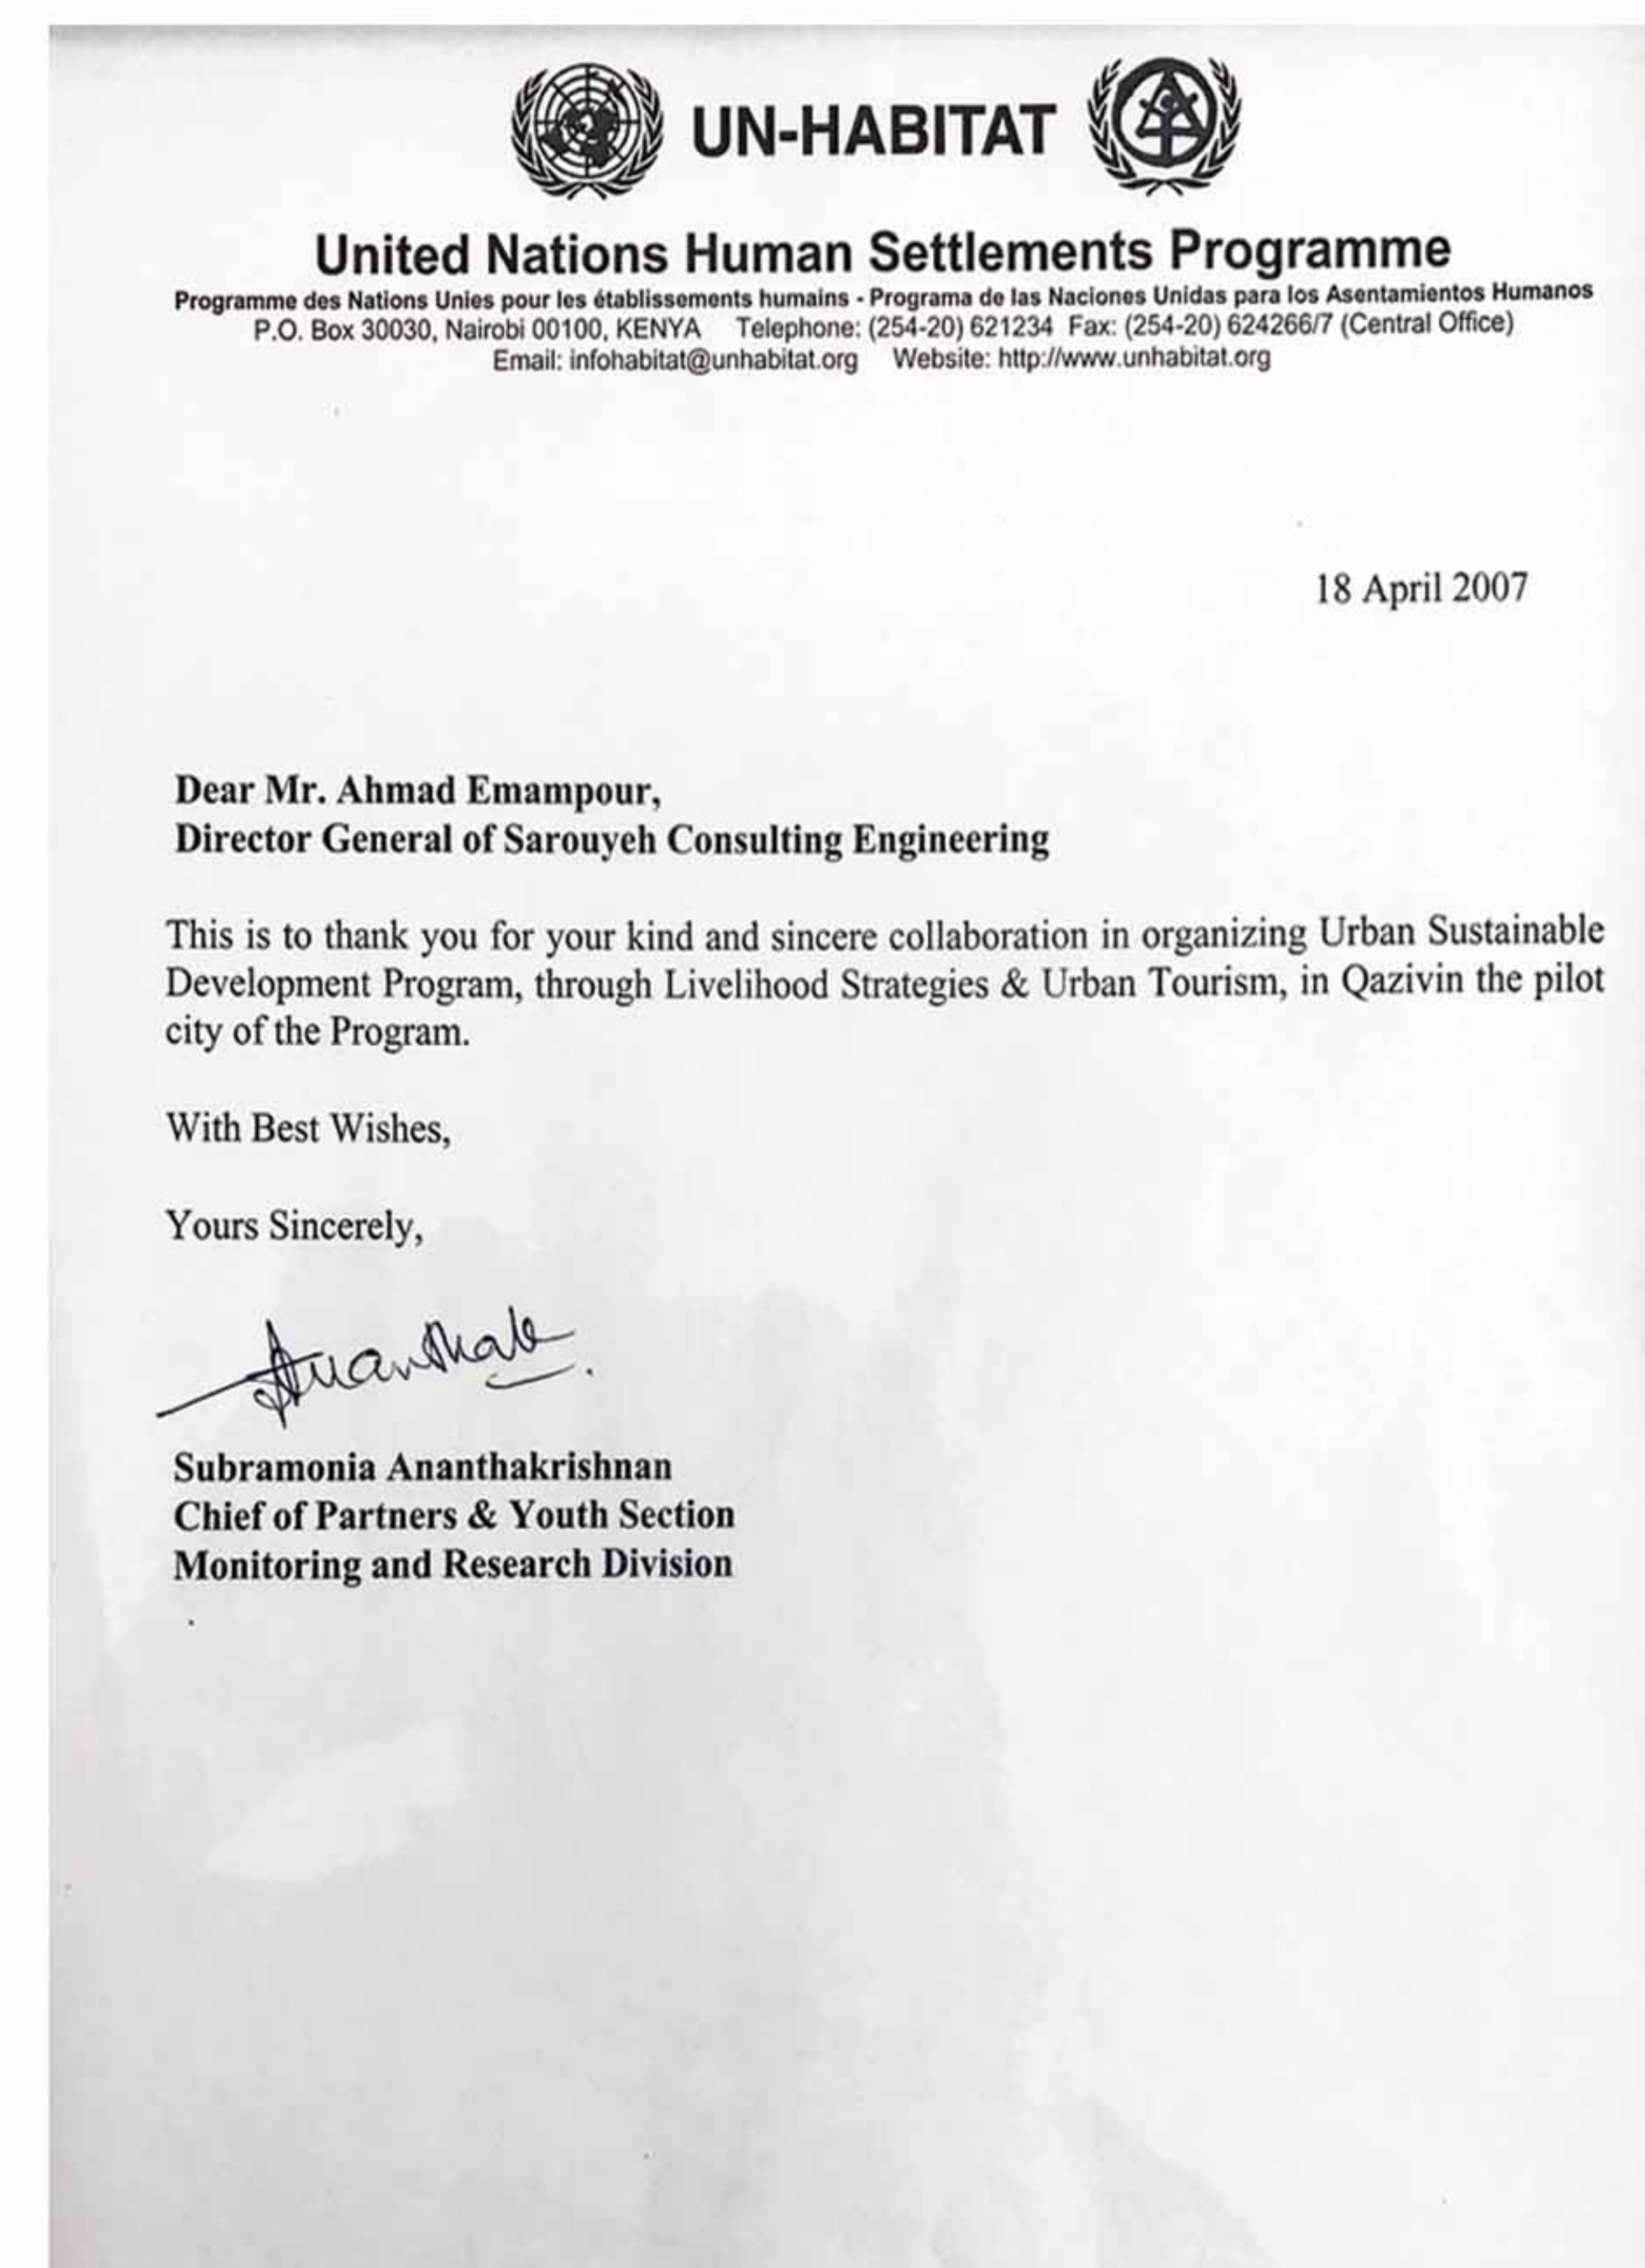 UN-HABITAT
United Nations Human Settlements Programme
Programme des Nations Unies pour les établissements humains - Programa de las Naciones Unidas para los Asentamientos Humanos
P.O. Box 30030, Nairobi 00100, KENYA Telephone: (254-20) 621234 Fax: (254-20) 624266/7 (Central Office)
Email: infohabitat@unhabitat.org Website: http://www.unhabitat.org
18 April 2007
Dear Mr. Ahmad Emampour,
Director General of Sarouyeh Consulting Engineering
This is to thank you for your kind and sincere collaboration in organizing Urban Sustainable
Development Program, through Livelihood Strategies & Urban Tourism, in Qazivin the pilot
city of the Program.
With Best Wishes,
Yours Sincerely,
Subramonia Ananthakrishnan
Chief of Partners & Youth Section
Monitoring and Research Division